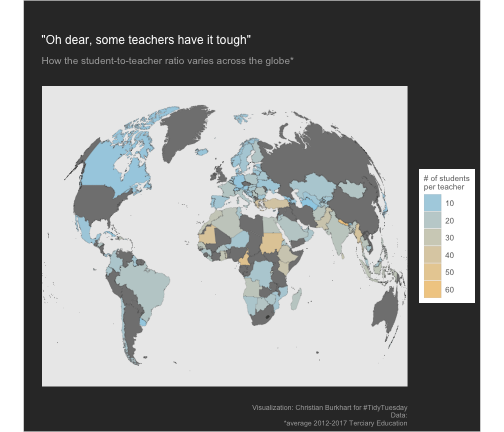 "Oh dear, some teachers have it tough"
How the student-to-teacher ratio varies across the globe*
# of students
per teacher
10
20
30
40
50
60
Visualization: Christian Burkhart for #TidyTuesday
Data:
*average 2012-2017 Terciary Education